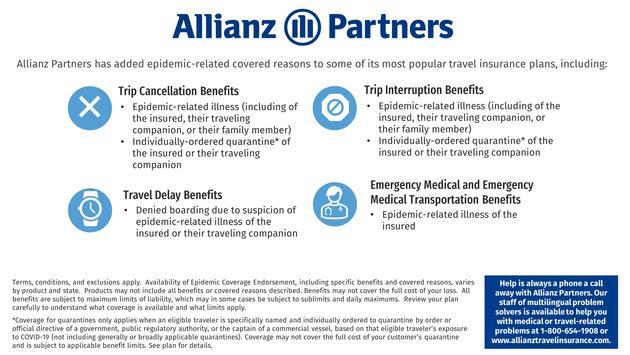 Allianz Partners
Allianz Partners has added epidemic-related covered reasons to some of its most popular travel insurance plans, including:
Trip Cancellation Benefits
• Epidemic-related illness (including of
the insured, their traveling
companion, or their family member)
• Individually-ordered quarantine* of
the insured or their traveling
companion
Trip Interruption Benefits
• Epidemic-related illness (including of the
insured, their traveling companion, or
their family member)
• Individually-ordered quarantine* of the
insured or their traveling companion
Travel Delay Benefits
• Denied boarding due to suspicion of
epidemic-related illness of the
insured or their traveling companion
Emergency Medical and Emergency
Medical Transportation Benefits
• Epidemic-related illness of the
insured
Terms, conditions, and exclusions apply. Availability of Epidemic Coverage Endorsement, including specific benefits and covered reasons, varies
by product and state. Products may not include all benefits or covered reasons described. Benefits may not cover the full cost of your loss. All
benefits are subject to maximum limits of liability, which may in some cases be subject to sublimits and daily maximums. Review your plan
carefully to understand what coverage is available and what limits apply.
*Coverage for quarantines only applies when an eligible traveler is specifically named and individually ordered to quarantine by order or
official directive of a government, public regulatory authority, or the captain of a commercial vessel, based on that eligible traveler's exposure
to COVID-19 (not including generally or broadly applicable quarantines). Coverage may not cover the full cost of your customer's quarantine
and is subject to applicable benefit limits. See plan for details.
Help is always a phone a call
away with Allianz Partners. Our
staff of multilingual problem
solvers is available to help you
with medical or travel-related
problems at 1-800-654-1908 or
www.allianztravelinsurance.com.